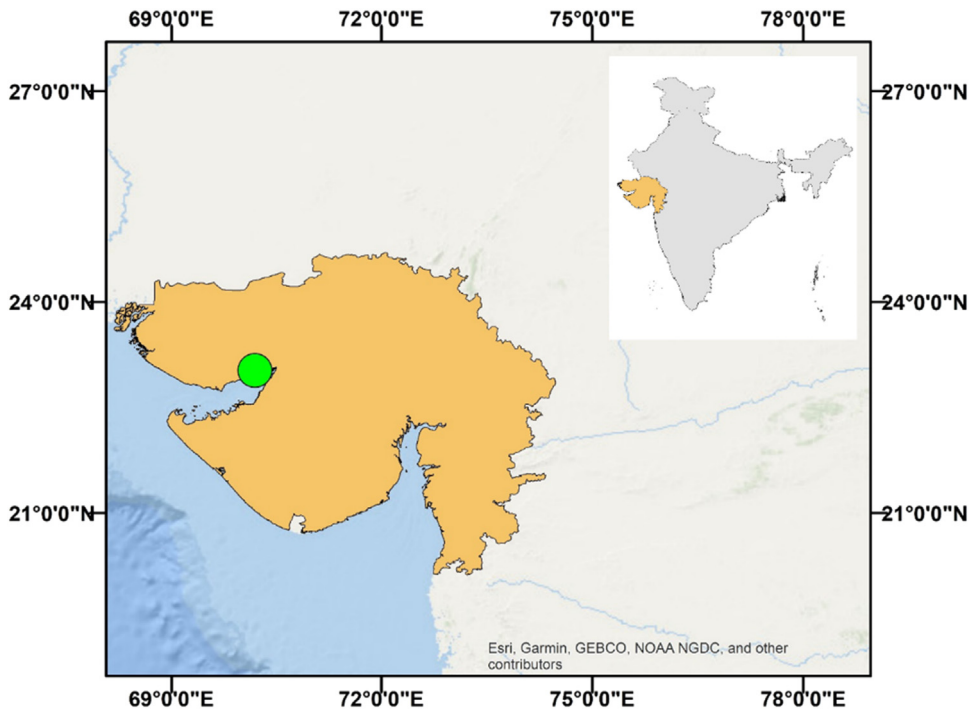 69°0'0"E 72°0'0"E 75°0'0"E 78°0'0"E
27°0'0"N 27°0'0"N
24°0'0"N 24°0'0"N
21°0'0"N 21°0'0"N
Esri, Garmin, GEBCO, NOAA NGDC, and other
contributors
69°0'0"E 72°0'0"E 75°0'0"E 78°0'0"E